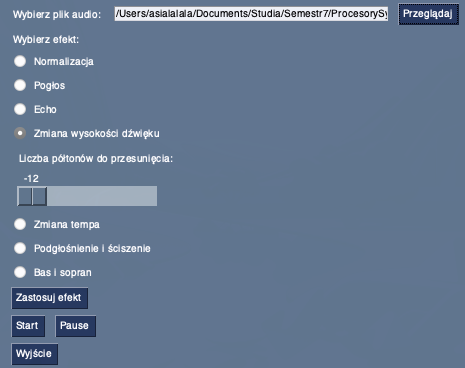 Wybierz plik audio: /Users/asialalala/Documents/Studia/Semestr7/ProcesorySy Przeglądaj
Wybierz efekt:
Normalizacja
Pogłos
Echo
Zmiana wysokości dźwięku
Liczba półtonów do przesunięcia:
-12
Zmiana tempa
Podgłośnienie i ściszenie
Bas i sopran
Zastosuj efekt
Start Pause
Wyjście